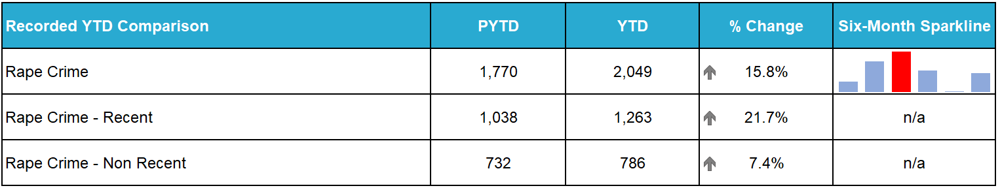 Recorded YTD Comparison PYTD YTD % Change Six-Month Sparkline
Rape Crime 1,770 2,049 15.8%
Rape Crime - Recent 1,038 1,263 21.7% n/a
Rape Crime - Non Recent 732 786 7.4% n/a